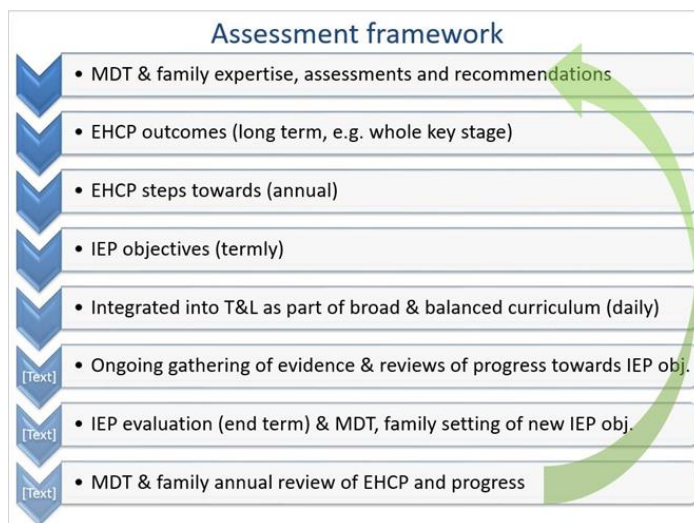 Assessment framework
• MDT & family expertise, assessments and recommendations
• EHCP outcomes (long term, e.g. whole key stage)
• EHCP steps towards (annual)
• IEP objectives (termly)
• Integrated into T&L as part of broad & balanced curriculum (daily)
[Text] • Ongoing gathering of evidence & reviews of progress towards IEP obj.
[Text] • IEP evaluation (end term) & MDT, family setting of new IEP obj.
[Text] • MDT & family annual review of EHCP and progress